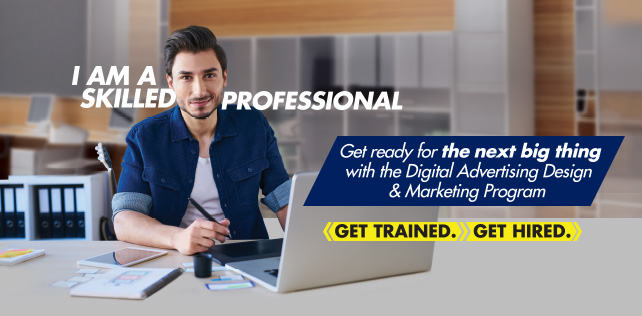 I AM A
SKILLED PROFESSIONAL
Get ready for the next big thing
with the Digital Advertising Design
& Marketing Program
GET TRAINED. GET HIRED.